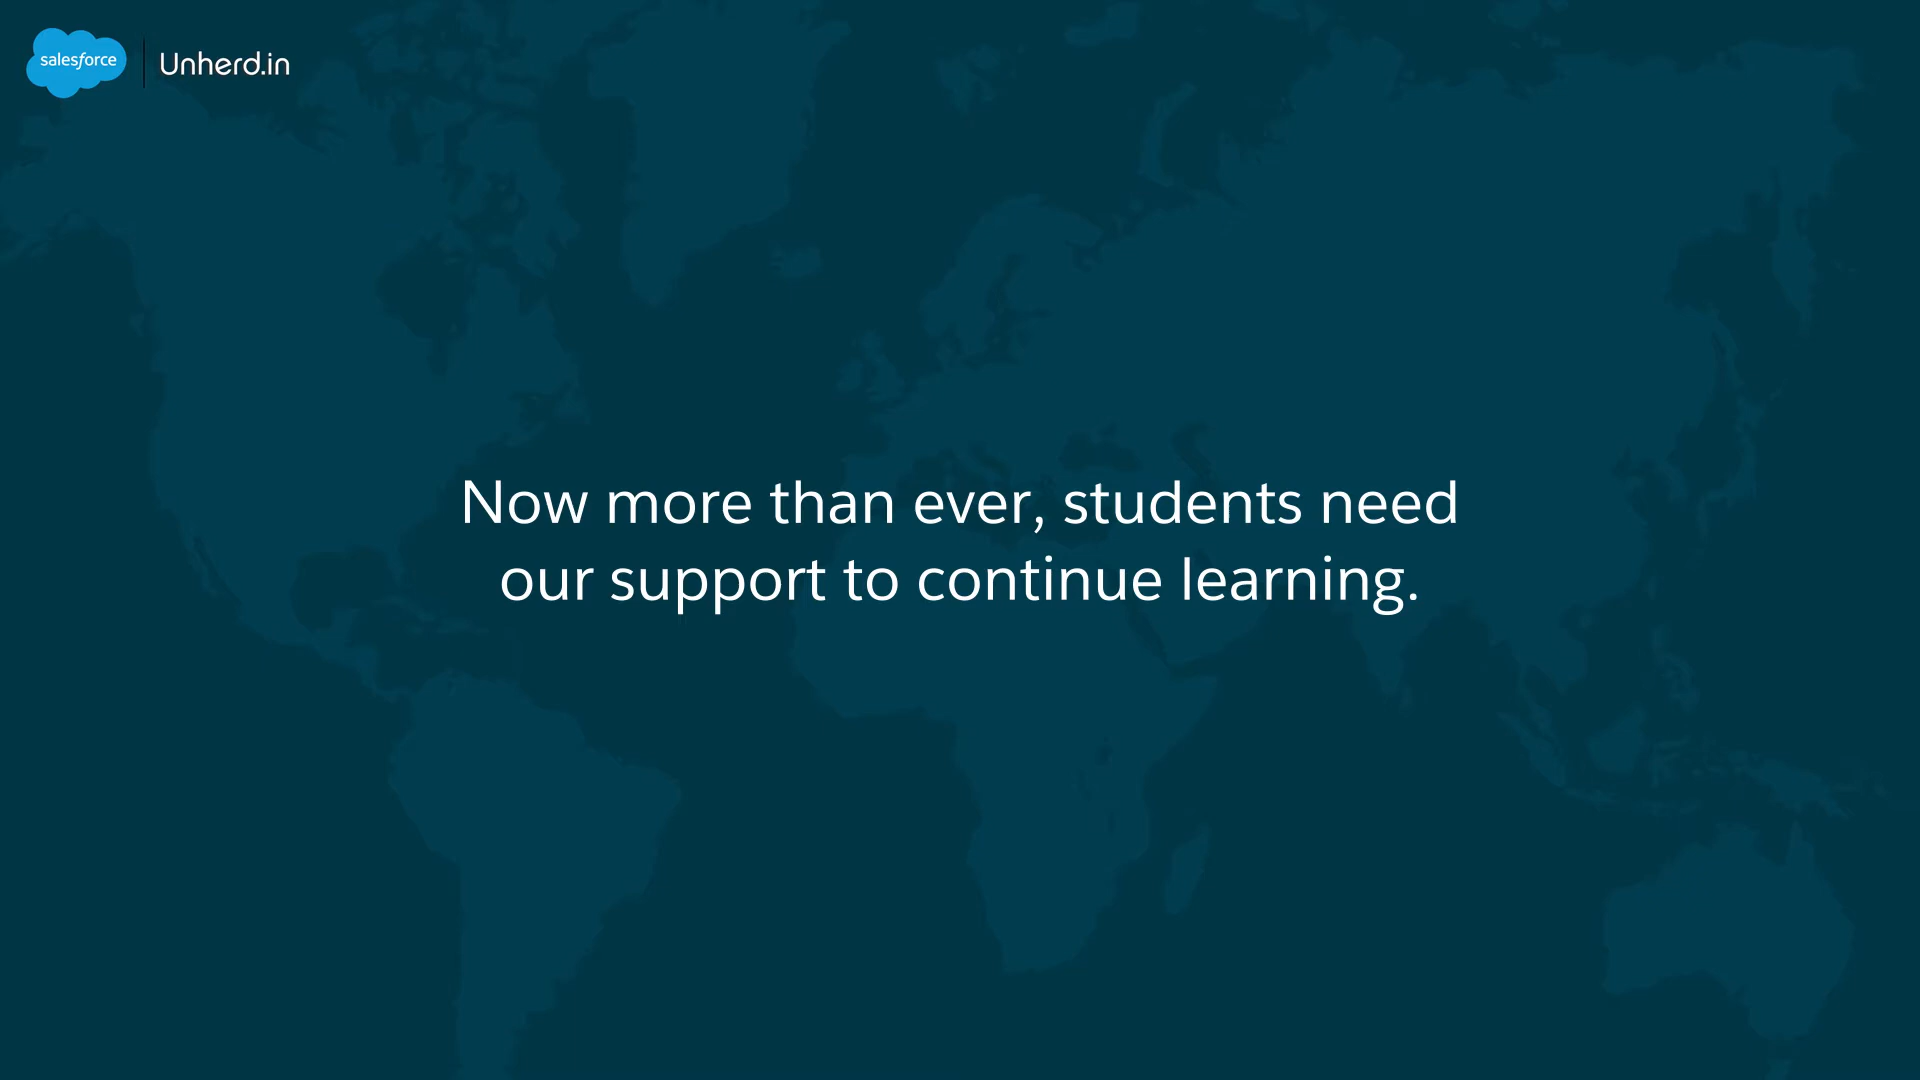 salesforce
Unherd.in
Now more than ever, students need
our support to continue learning.